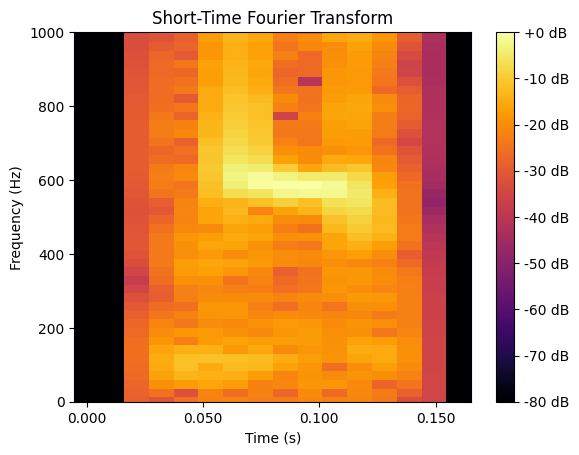 Short-Time Fourier Transform
1000
800
600
400
200
0
Frequency (Hz)
0.000
0.050
0.100
0.150
Time (s)
+0 dB
-10 dB
-20 dB
-30 dB
-40 dB
-50 dB
-60 dB
-70 dB
-80 dB